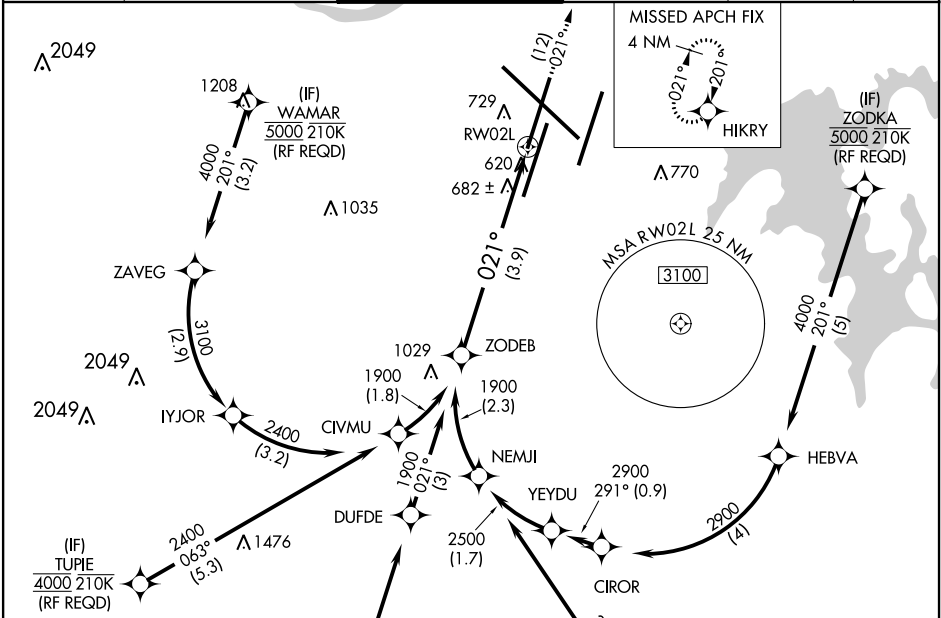 2049
1208
(IF)
WAMAR
5000 210K
(RF REQD)
4000
201°
(3.2)
1035
ZAVEG
3100
(2.9)
2049
2049
IYJOR
2400
(3.2)
CIVMU
1900
(1.8)
1029
ZODEB
1900
(2.3)
NEMJI
1900
021°
(3)
DUFDE
2400
063°
(5.3)
1476
(IF)
TUPIE
4000 210K
(RF REQD)
2500
(1.7)
YEYDU
2900
291° (0.9)
CIROR
2900
(4)
HEBVA
4000
201°
(5)
(IF)
ZODKA
5000 210K
(RF REQD)
MISSED APCH FIX
4 NM
021°
201°
HIKRY
770
MSA RW02L 25 NM
3100
(12)
021°
729
RW02L
620
682 ±
021°
(3.9)